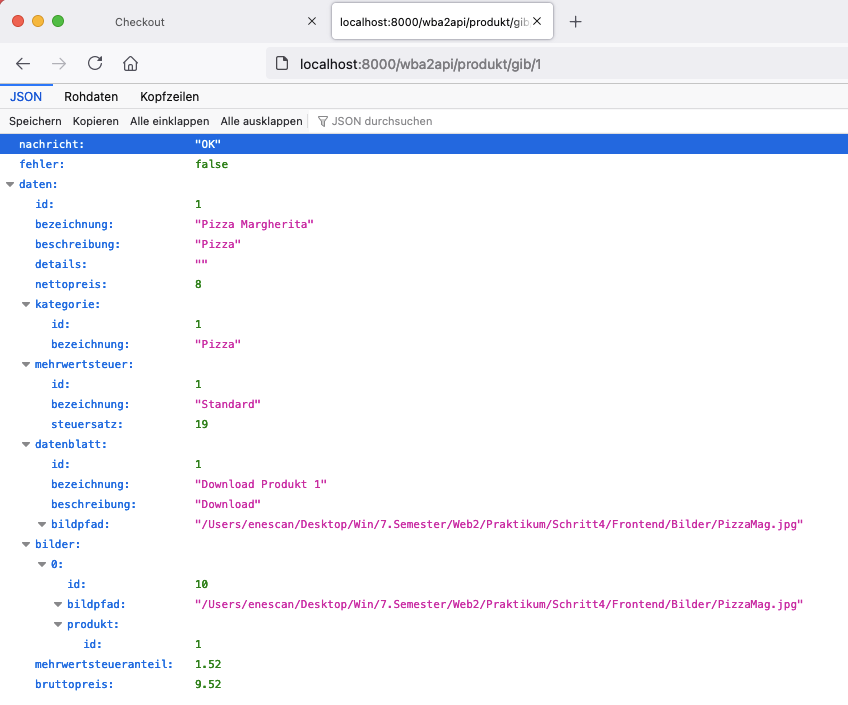 Checkout
localhost:8000/wba2api/produkt/gib
localhost:8000/wba2api/produkt/gib/1
JSON Rohdaten Kopfzeilen
Speichern Kopieren Alle einklappen Alle ausklappen JSON durchsuchen
nachricht: "OK"
fehler: false
daten:
id: 1
bezeichnung: "Pizza Margherita"
beschreibung: "Pizza"
details: ""
nettopreis: 8
kategorie:
id: 1
bezeichnung: "Pizza"
mehrwertsteuer:
id: 1
bezeichnung: "Standard"
steuersatz: 19
datenblatt:
id: 1
bezeichnung: "Download Produkt 1"
beschreibung: "Download"
bildpfad: "/Users/enescan/Desktop/Win/7.Semester/Web2/Praktikum/Schritt4/Frontend/Bilder/PizzaMag.jpg"
bilder:
0:
id: 10
bildpfad: "/Users/enescan/Desktop/Win/7.Semester/Web2/Praktikum/Schritt4/Frontend/Bilder/PizzaMag.jpg"
produkt:
id: 1
mehrwertsteueranteil: 1.52
bruttopreis: 9.52